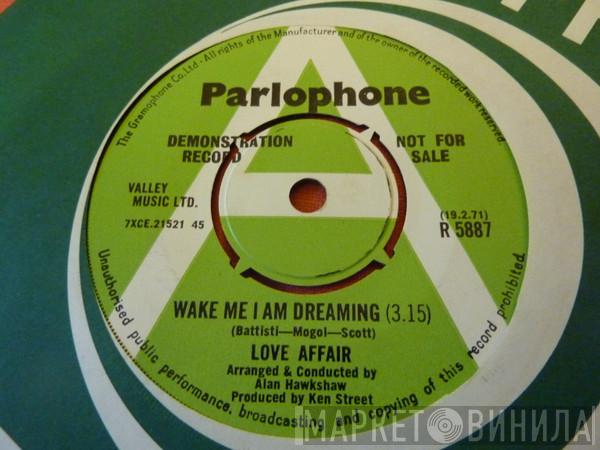 The Gramophone Co. Ltd · All rights of the Manufacturer and of the owner of the recorded work reserved.
Parlophone
DEMONSTRATION RECORD
NOT FOR SALE
VALLEY
MUSIC LTD.
7XCE.21521 45
(19.2.71)
R 5887
WAKE ME I AM DREAMING (3.15)
(Battisti—Mogol—Scott)
LOVE AFFAIR
Arranged & Conducted by
Alan Hawkshaw
Produced by Ken Street
Unauthorised public performance, broadcasting and copying of this record prohibited.
МАРКЕТ ВИНИЛА